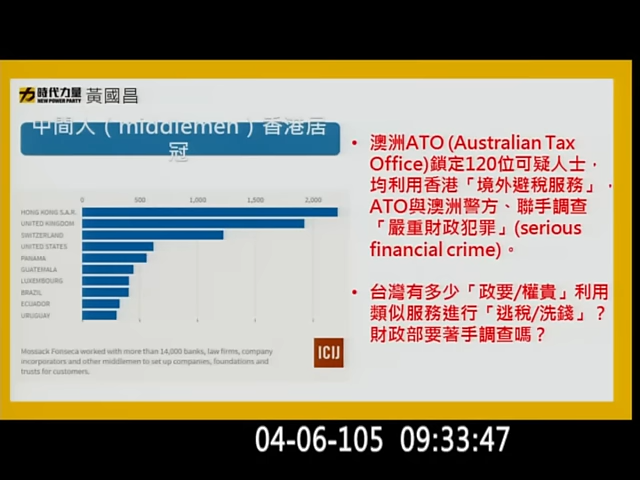 時代力量
NEW POWER PARTY
黃國昌
中間人（middlemen）香港居
冠
0 500 1,000 1,500 2,000
HONG KONG S.A.R.
UNITED KINGDOM
SWITZERLAND
UNITED STATES
PANAMA
GUATEMALA
LUXEMBOURG
BRAZIL
ECUADOR
URUGUAY
Mossack Fonseca worked with more than 14,000 banks, law firms, company
incorporators and other middlemen to set up companies, foundations and
trusts for customers.
ICIJ
• 澳洲ATO (Australian Tax
Office)鎖定120位可疑人士，
均利用香港「境外避稅服務」，
ATO與澳洲警方、聯手調查
「嚴重財政犯罪」(serious
financial crime)。
• 台灣有多少「政要/權貴」利用
類似服務進行「逃稅/洗錢」？
財政部要著手調查嗎？
04-06-105 09:33:47